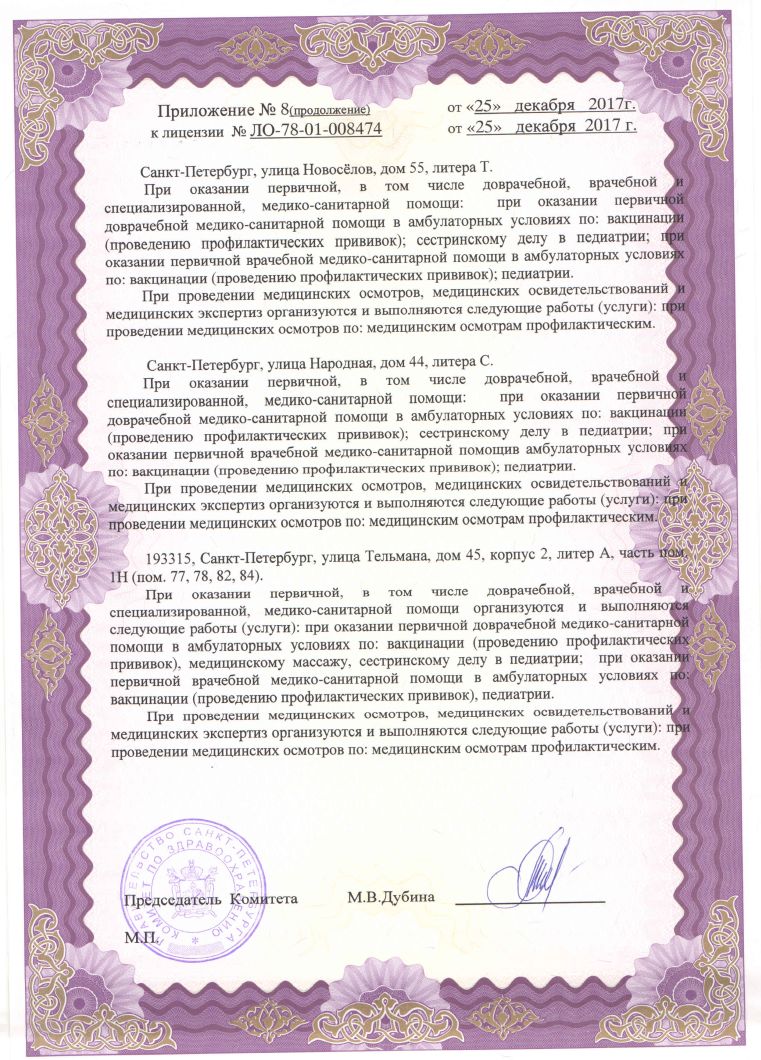 Приложение № 8(продолжение) от «25» декабря 2017г.
к лицензии № ЛО-78-01-008474 от «25» декабря 2017 г.
Санкт-Петербург, улица Новосёлов, дом 55, литера Т.
При оказании первичной, в том числе доврачебной, врачебной и
специализированной, медико-санитарной помощи: при оказании первичной
доврачебной медико-санитарной помощи в амбулаторных условиях по: вакцинации
(проведению профилактических прививок); сестринскому делу в педиатрии; при
оказании первичной врачебной медико-санитарной помощи в амбулаторных условиях
по: вакцинации (проведению профилактических прививок); педиатрии.
При проведении медицинских осмотров, медицинских освидетельствований и
медицинских экспертиз организуются и выполняются следующие работы (услуги): при
проведении медицинских осмотров по: медицинским осмотрам профилактическим.
Санкт-Петербург, улица Народная, дом 44, литера С.
При оказании первичной, в том числе доврачебной, врачебной и
специализированной, медико-санитарной помощи: при оказании первичной
доврачебной медико-санитарной помощи в амбулаторных условиях по: вакцинации
(проведению профилактических прививок); сестринскому делу в педиатрии; при
оказании первичной врачебной медико-санитарной помощив амбулаторных условиях
по: вакцинации (проведению профилактических прививок); педиатрии.
При проведении медицинских осмотров, медицинских освидетельствований и
медицинских экспертиз организуются и выполняются следующие работы (услуги): при
проведении медицинских осмотров по: медицинским осмотрам профилактическим.
193315, Санкт-Петербург, улица Тельмана, дом 45, корпус 2, литер А, часть пом.
1Н (пом. 77, 78, 82, 84).
При оказании первичной, в том числе доврачебной, врачебной и
специализированной, медико-санитарной помощи организуются и выполняются
следующие работы (услуги): при оказании первичной доврачебной медико-санитарной
помощи в амбулаторных условиях по: вакцинации (проведению профилактических
прививок), медицинскому массажу, сестринскому делу в педиатрии; при оказании
первичной врачебной медико-санитарной помощи в амбулаторных условиях по:
вакцинации (проведению профилактических прививок), педиатрии.
При проведении медицинских осмотров, медицинских освидетельствований и
медицинских экспертиз организуются и выполняются следующие работы (услуги): при
проведении медицинских осмотров по: медицинским осмотрам профилактическим.
САНКТ-ПЕТЕРБУРГА
КОМИТЕТ ПО ЗДРАВООХРАНЕНИЮ
Председатель Комитета М.В.Дубина
М.П.